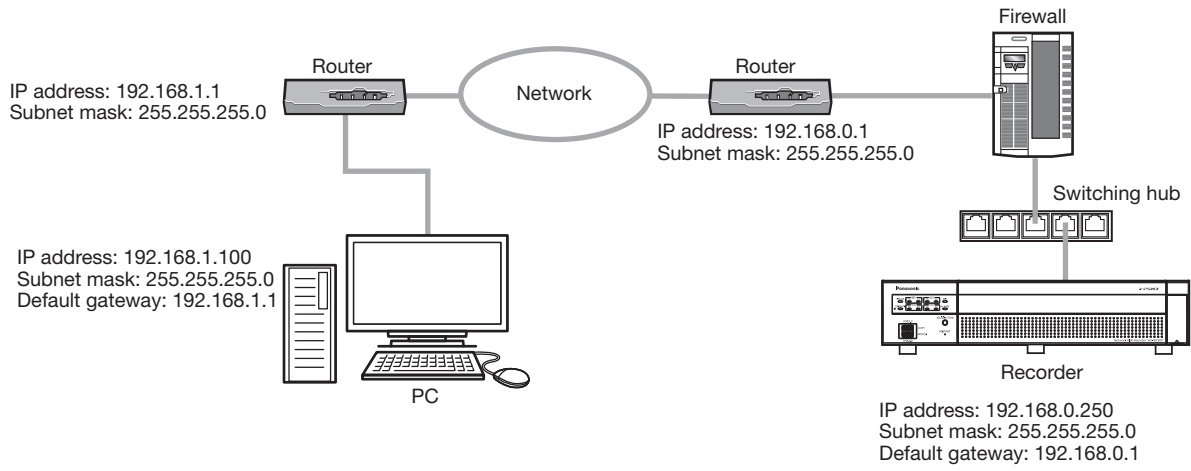 Firewall
Router
IP address: 192.168.1.1
Subnet mask: 255.255.255.0
Network
Router
IP address: 192.168.0.1
Subnet mask: 255.255.255.0
Switching hub
IP address: 192.168.1.100
Subnet mask: 255.255.255.0
Default gateway: 192.168.1.1
PC
Panasonic
Recorder
IP address: 192.168.0.250
Subnet mask: 255.255.255.0
Default gateway: 192.168.0.1